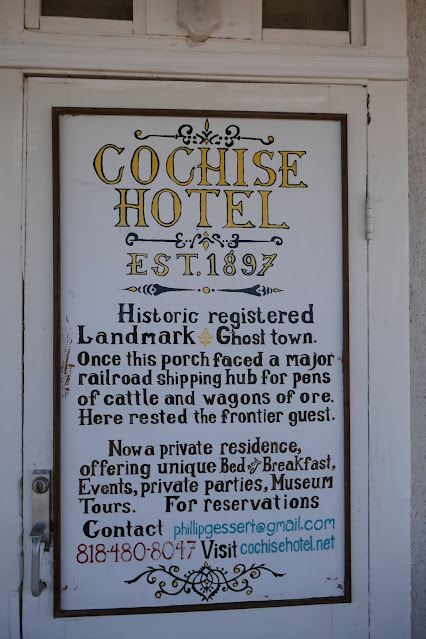 COCHISE
HOTEL
EST. 1897
Historic registered
Landmark Ghost town.
Once this porch faced a major
railroad shipping hub for pens
of cattle and wagons of ore.
Here rested the frontier guest.
Now a private residence,
offering unique Bed and Breakfast,
Events, private parties, Museum
Tours. For reservations
Contact phillipgessert@gmail.com
818-480-8047 Visit cochisehotel.net